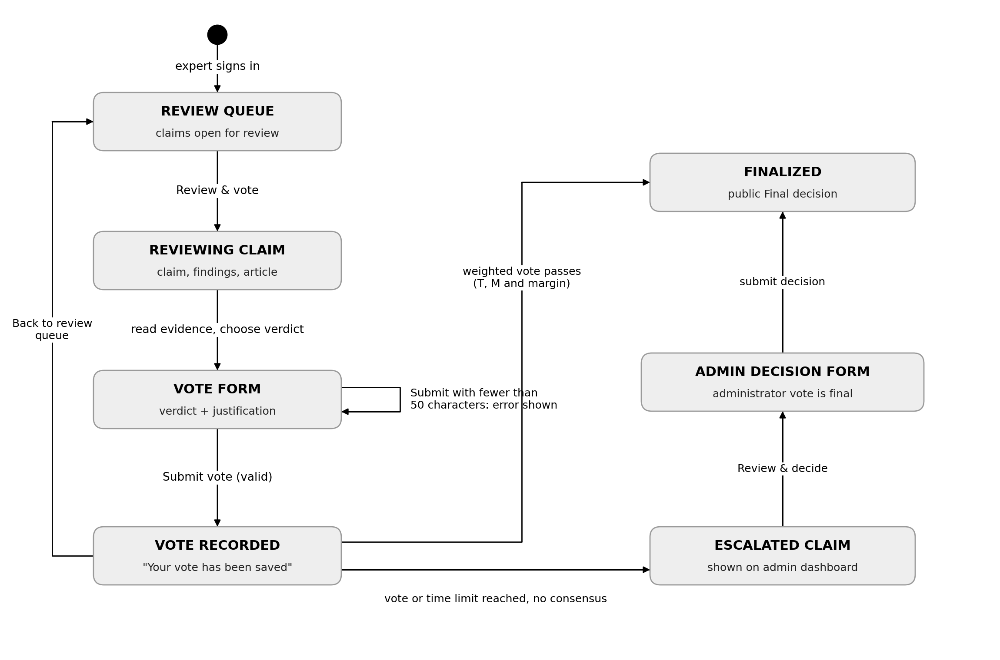 expert signs in
REVIEW QUEUE
claims open for review
Review & vote
REVIEWING CLAIM
claim, findings, article
read evidence, choose verdict
Back to review
queue
VOTE FORM
verdict + justification
Submit with fewer than
50 characters: error shown
Submit vote (valid)
VOTE RECORDED
"Your vote has been saved"
weighted vote passes
(T, M and margin)
vote or time limit reached, no consensus
FINALIZED
public Final decision
submit decision
ADMIN DECISION FORM
administrator vote is final
Review & decide
ESCALATED CLAIM
shown on admin dashboard